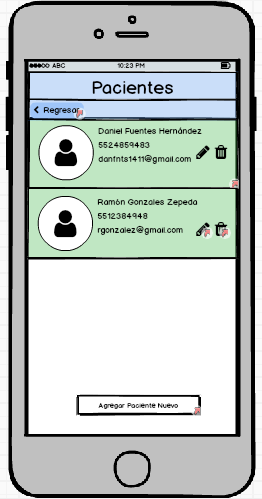 ABC 10:23 PM
Pacientes
< Regresar
Daniel Fuentes Hernández
5524859483
danfnts1411@gmail.com
Ramón Gonzales Zepeda
5512384948
rgonzalez@gmail.com
Agregar Paciente Nuevo